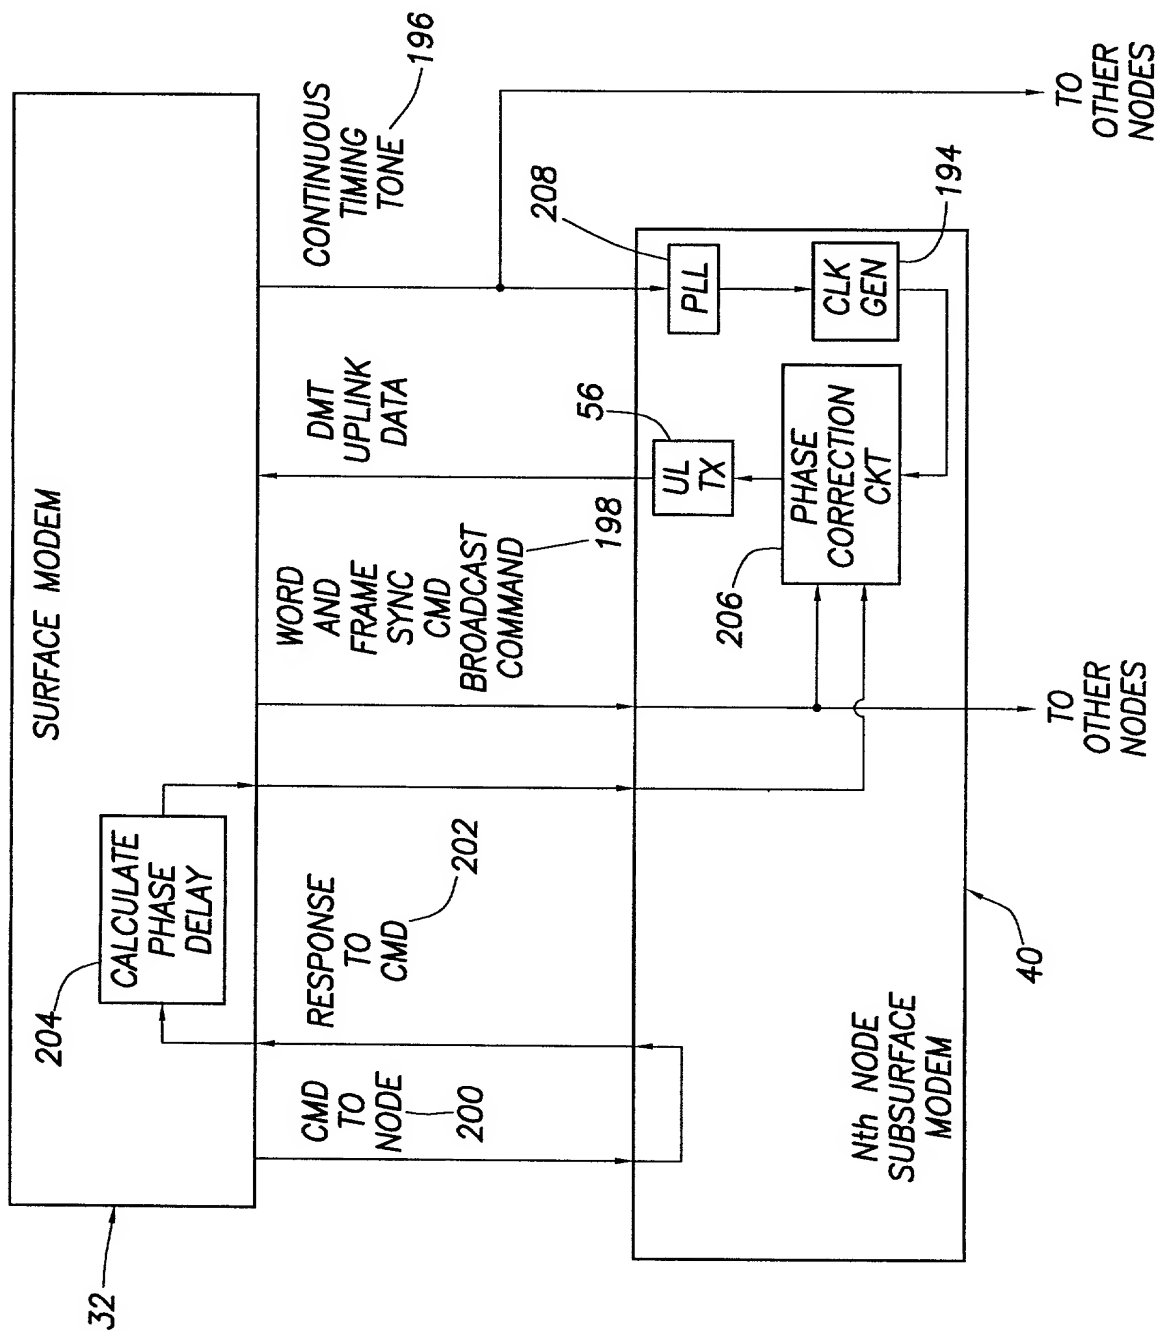 32
SURFACE MODEM
204
CALCULATE
PHASE
DELAY
CMD
TO
NODE
200
RESPONSE
TO
CMD
202
WORD
AND
FRAME
SYNC
CMD
BROADCAST
COMMAND
198
DMT
UPLINK
DATA
CONTINUOUS
TIMING
TONE
196
Nth NODE
SUBSURFACE
MODEM
40
206
PHASE
CORRECTION
CKT
56
UL
TX
208
PLL
CLK
GEN
194
TO
OTHER
NODES
TO
OTHER
NODES